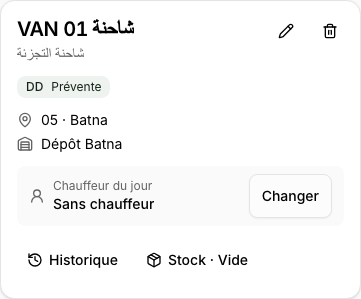 VAN 01 شاحنة
شاحنة التجزئة
DD Prévente
05 · Batna
Dépôt Batna
Chauffeur du jour
Sans chauffeur
Changer
Historique
Stock · Vide